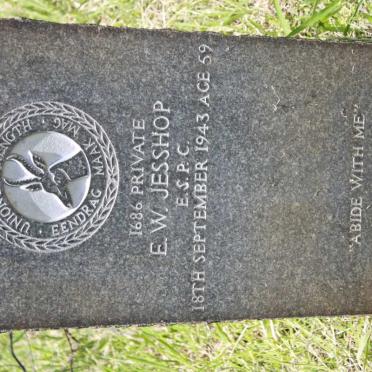 UNION IS STRENGTH
EENDRAG MAAK MAG
1686 PRIVATE
E. W. JESSHOP
E.S.P.C.
18TH SEPTEMBER 1943 AGE 59
"ABIDE WITH ME"